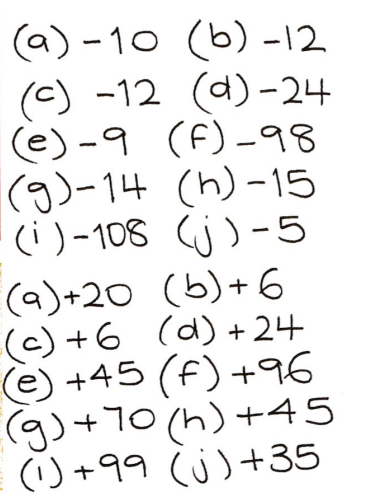 (a) -10 (b) -12
(c) -12 (d) -24
(e) -9 (f) -98
(g) -14 (h) -15
(i) -108 (j) -5
(a) +20 (b) + 6
(c) + 6 (d) + 24
(e) +45 (f) +96
(g) +70 (h) +45
(i) +99 (j) +35